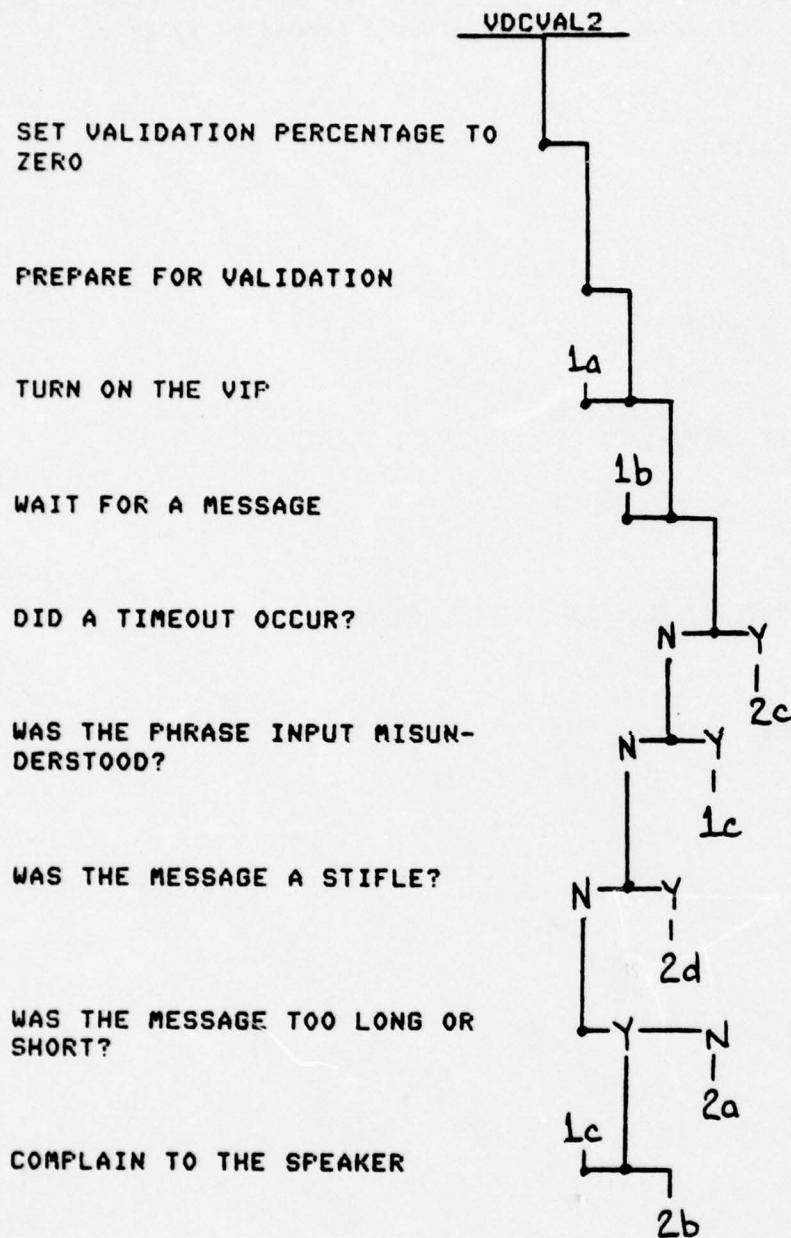 VDCVAL2
SET VALIDATION PERCENTAGE TO
ZERO
PREPARE FOR VALIDATION
1a
TURN ON THE VIP
1b
WAIT FOR A MESSAGE
DID A TIMEOUT OCCUR?
N Y
2c
WAS THE PHRASE INPUT MISUN-
DERSTOOD?
N Y
1c
WAS THE MESSAGE A STIFLE?
N Y
2d
WAS THE MESSAGE TOO LONG OR
SHORT?
Y N
2a
1c
COMPLAIN TO THE SPEAKER
2b